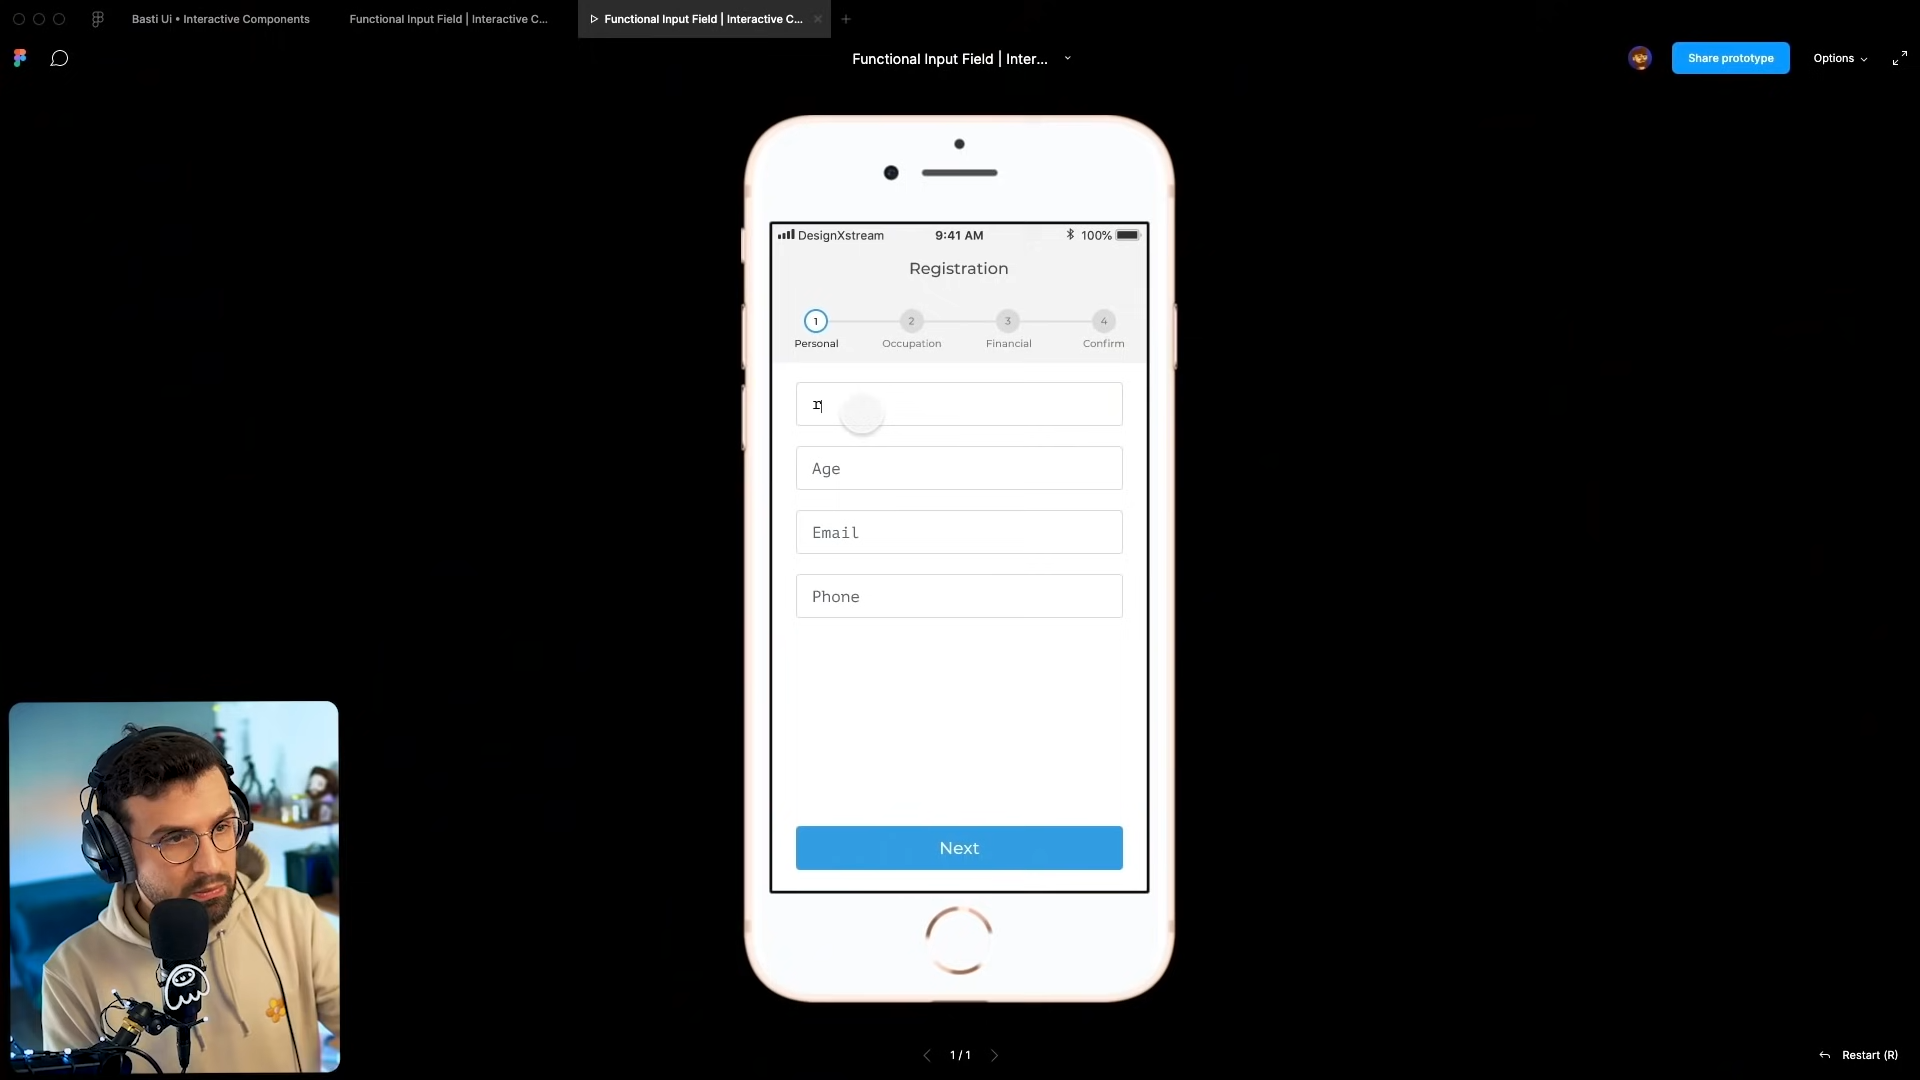 Basti Ui • Interactive Components
Functional Input Field | Interactive C...
Functional Input Field | Interactive C...
Functional Input Field | Inter...
Share prototype
Options
DesignXstream
9:41 AM
100%
Registration
1
2
3
4
Personal
Occupation
Financial
Confirm
r
Age
Email
Phone
Next
1 / 1
Restart (R)